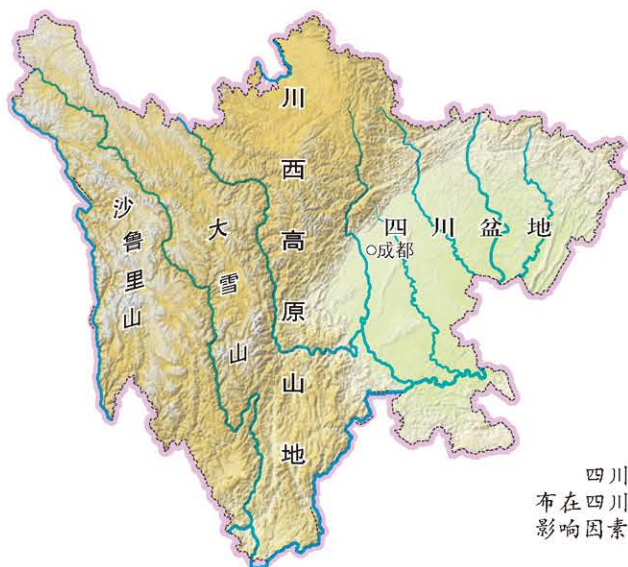 川西高原山地
四川盆地
成都
沙鲁里山
大雪山
四川
布在四川
影响因素